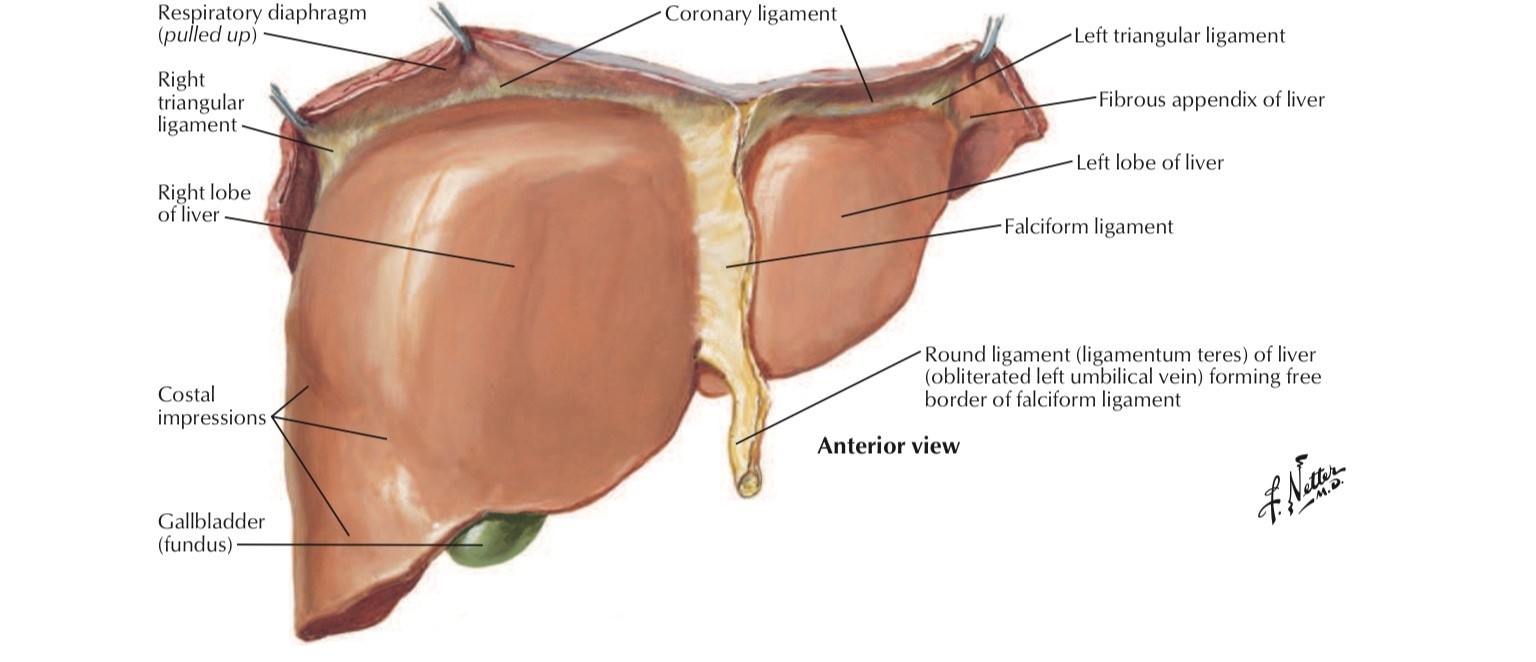 Respiratory diaphragm
(pulled up)
Right
triangular
ligament
Right lobe
of liver
Costal
impressions
Gallbladder
(fundus)
Coronary ligament
Left triangular ligament
Fibrous appendix of liver
Left lobe of liver
Falciform ligament
Round ligament (ligamentum teres) of liver
(obliterated left umbilical vein) forming free
border of falciform ligament
Anterior view
F. Netter
M.D.